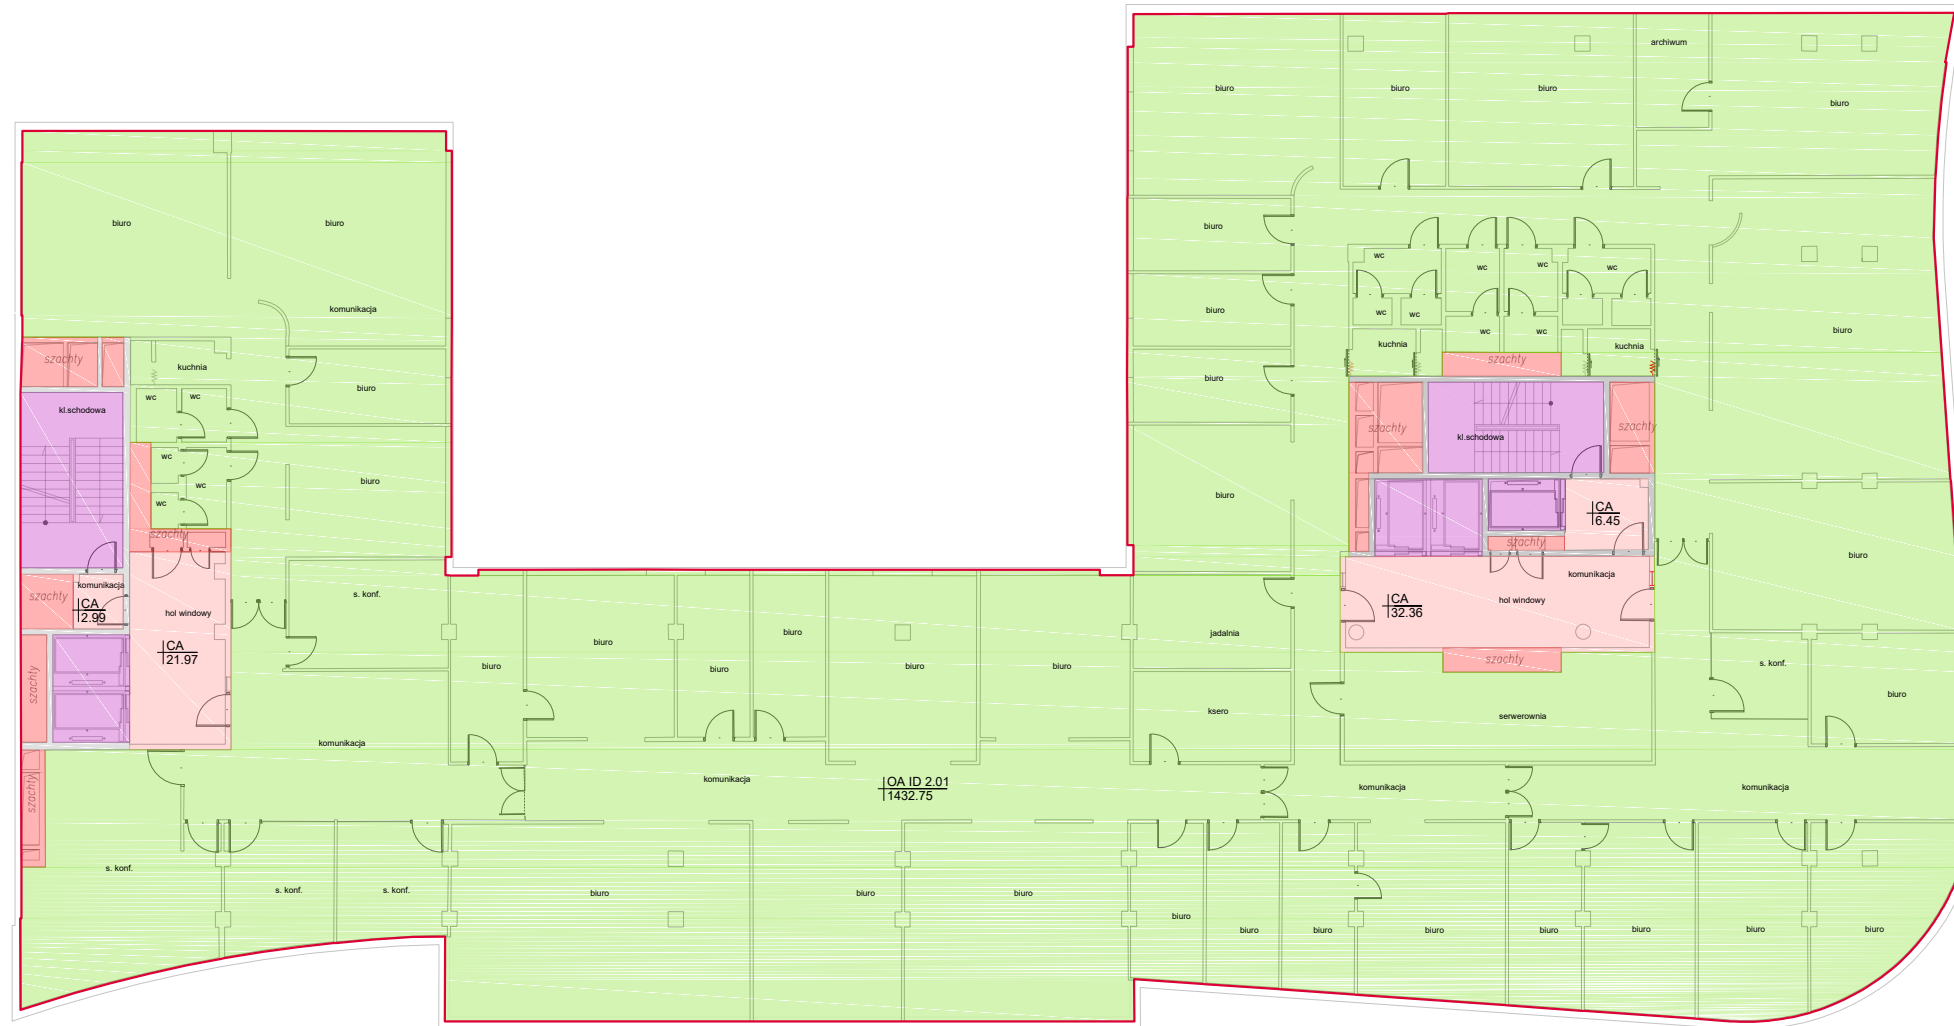 archiwum
biuro
biuro
biuro
biuro
biuro
biuro
biuro
komunikacja
biuro
wc
wc
wc
wc
wc
wc
wc
wc
kuchnia
kuchnia
biuro
biuro
biuro
szachty
szachty
kuchnia
biuro
wc
wc
kl.schodowa
szachty
kl.schodowa
szachty
wc
wc
wc
biuro
biuro
CA
6.45
szachty
szachty
biuro
komunikacja
szachty
CA
2.99
hol windowy
CA
21.97
s. konf.
komunikacja
hol windowy
CA
32.36
biuro
biuro
jadalnia
szachty
szachty
biuro
biuro
biuro
biuro
s. konf.
biuro
ksero
serwerownia
komunikacja
komunikacja
OA ID 2.01
1432.75
komunikacja
komunikacja
szachty
s. konf.
s. konf.
s. konf.
biuro
biuro
biuro
biuro
biuro
biuro
biuro
biuro
biuro
biuro
biuro